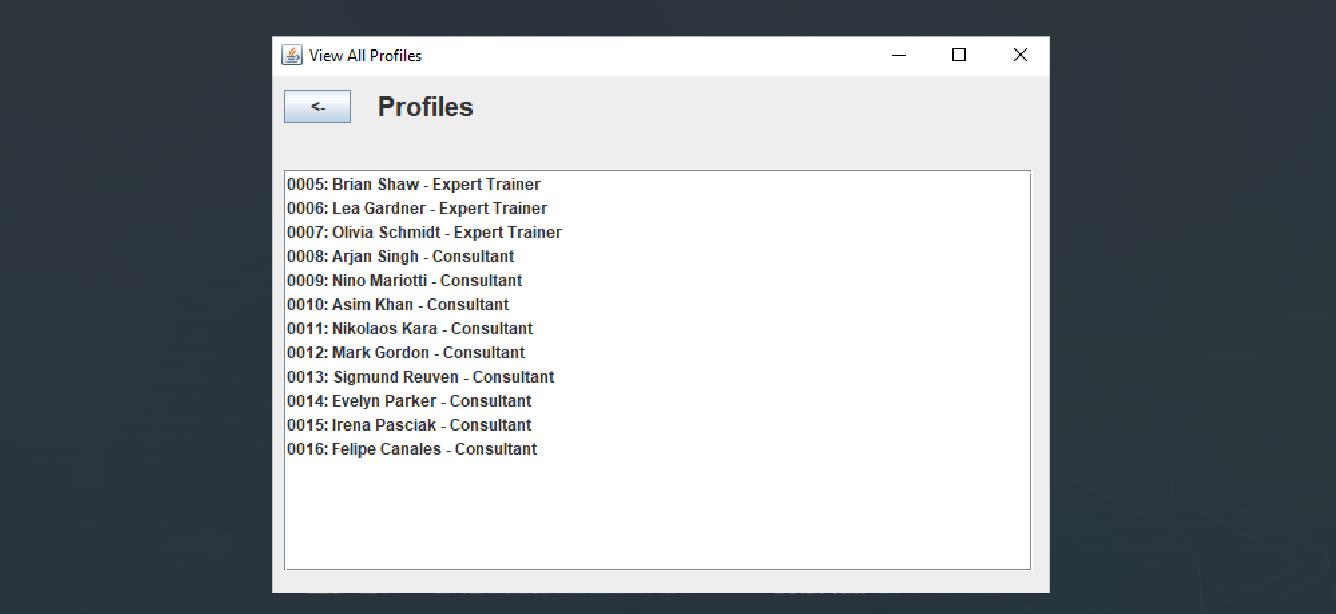 View All Profiles
<- Profiles
0005: Brian Shaw - Expert Trainer
0006: Lea Gardner - Expert Trainer
0007: Olivia Schmidt - Expert Trainer
0008: Arjan Singh - Consultant
0009: Nino Mariotti - Consultant
0010: Asim Khan - Consultant
0011: Nikolaos Kara - Consultant
0012: Mark Gordon - Consultant
0013: Sigmund Reuven - Consultant
0014: Evelyn Parker - Consultant
0015: Irena Pasciak - Consultant
0016: Felipe Canales - Consultant